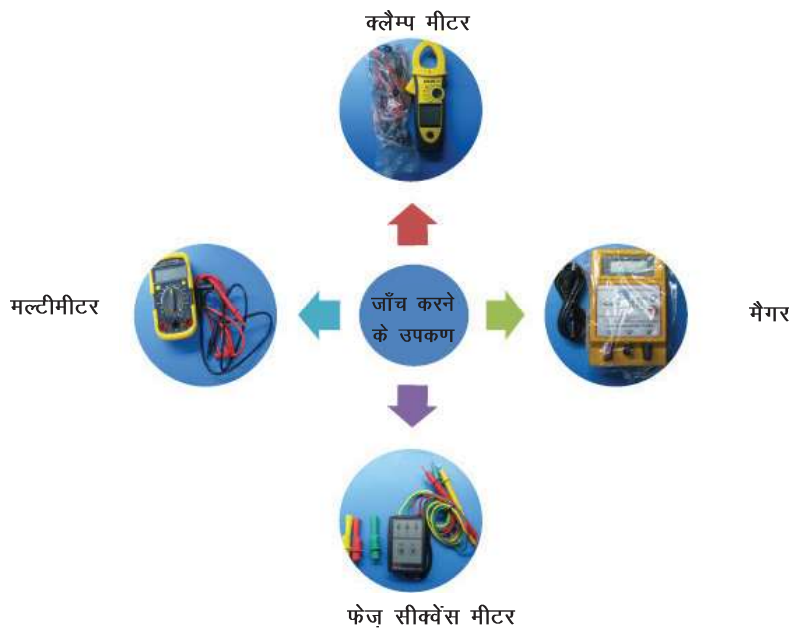 क्लैम्प मीटर
मल्टीमीटर
जाँच करने
के उपकण
मैगर
फेज़ सीक्वेंस मीटर